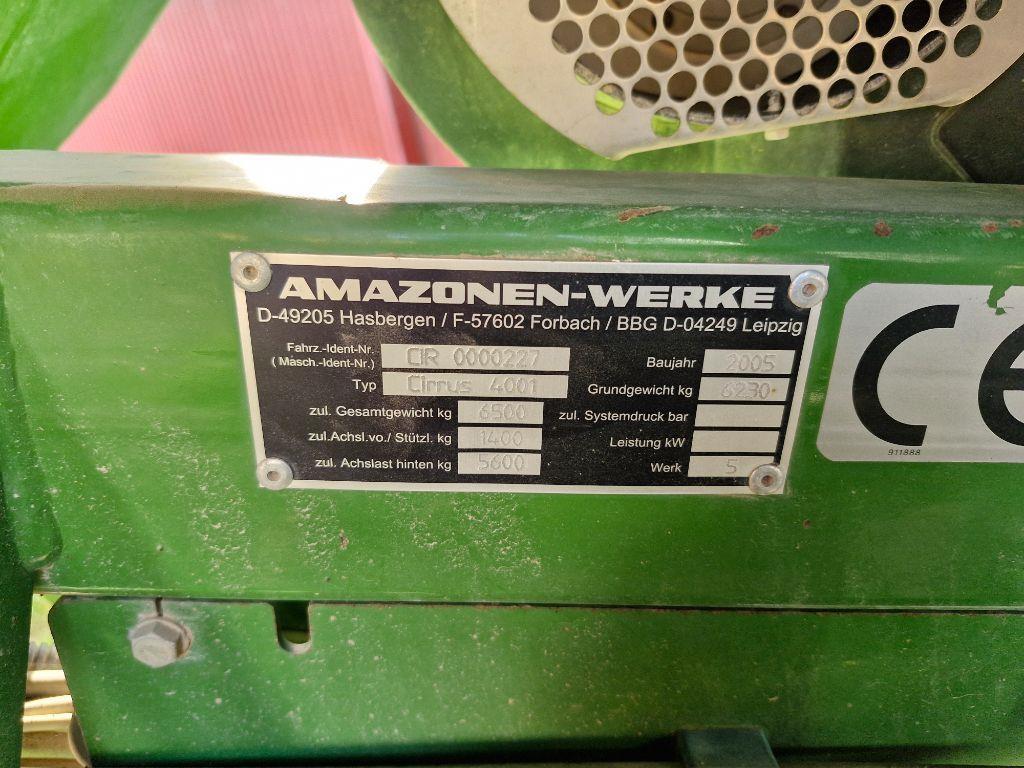 AMAZONEN-WERKE
D-49205 Hasbergen / F-57602 Forbach / BBG D-04249 Leipzig
Fahrz.-Ident-Nr.
( Masch.-Ident-Nr.) CIR 0000227
Baujahr 2005
Typ Cirrus 4001
Grundgewicht kg 6230
zul. Gesamtgewicht kg 6500
zul. Systemdruck bar
zul.Achsl.vo./ Stützl. kg 1400
Leistung kW
zul. Achslast hinten kg 5600
Werk 5
CE
911888